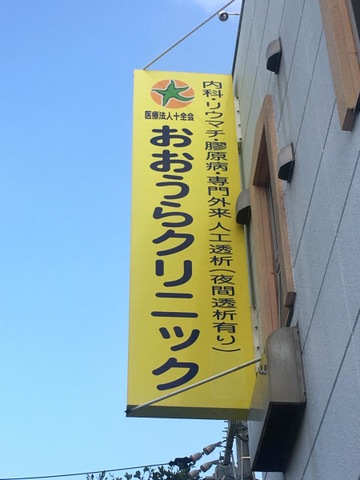 医療法人十全会
内科・リウマチ・膠原病・専門外来 人工透析(夜間透析有り)
おおうらクリニック